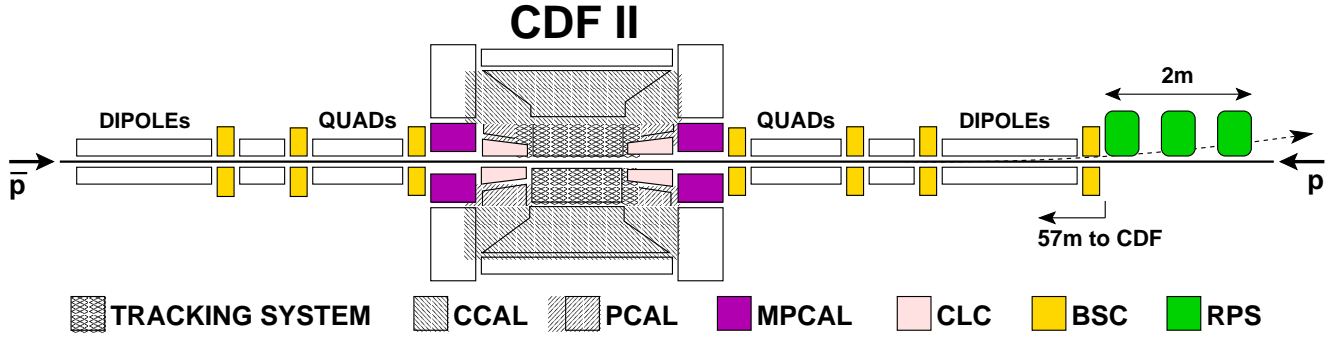 CDF II
2m
DIPOLEs QUADs QUADs DIPOLEs
p̅ p
57m to CDF
TRACKING SYSTEM CCAL PCAL MPCAL CLC BSC RPS